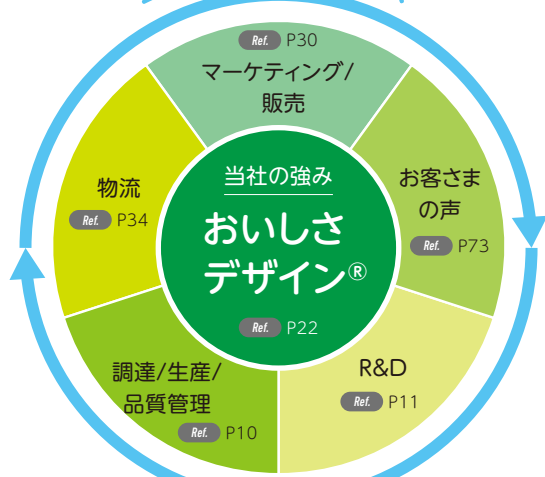 Ref. P30
マーケティング/
販売
お客さま
の声
Ref. P73
R&D
Ref. P11
調達/生産/
品質管理
Ref. P10
物流
Ref. P34
当社の強み
おいしさ
デザイン®
Ref. P22